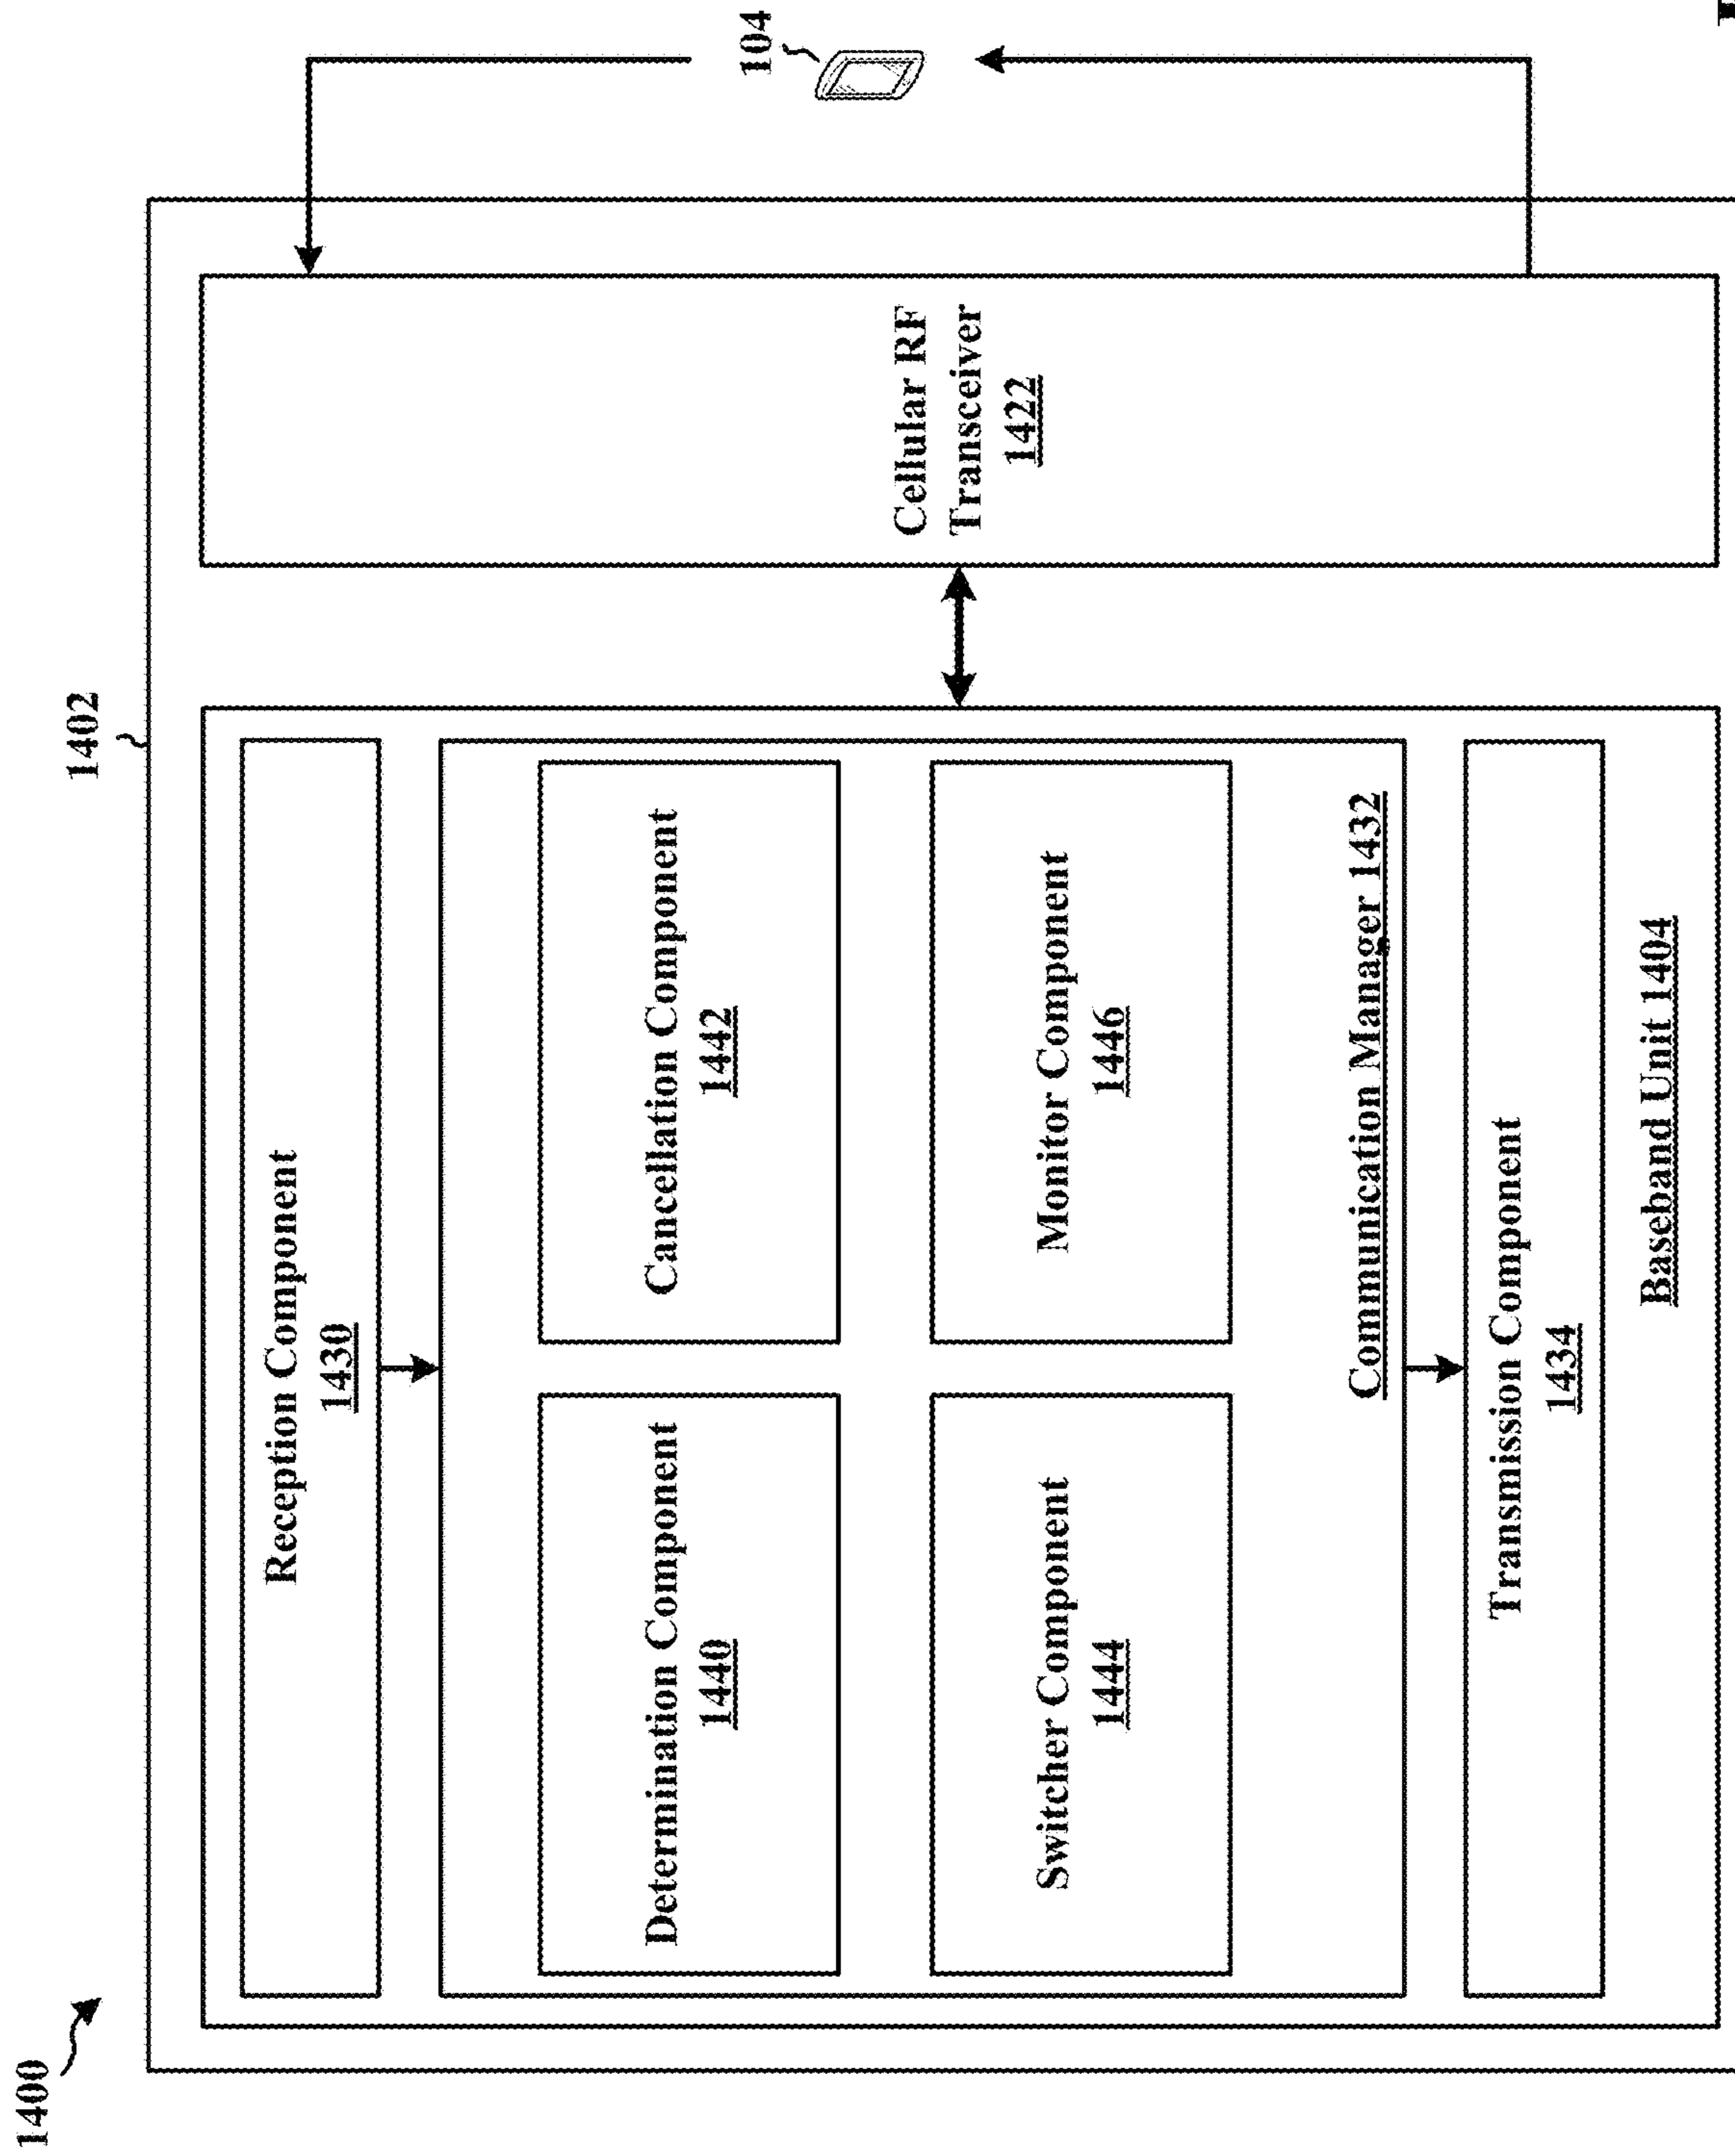 1400
1402
Reception Component
1430
Determination Component
1440
Cancellation Component
1442
Switcher Component
1444
Monitor Component
1446
Communication Manager 1432
Transmission Component
1434
Baseband Unit 1404
Cellular RF
Transceiver
1422
104